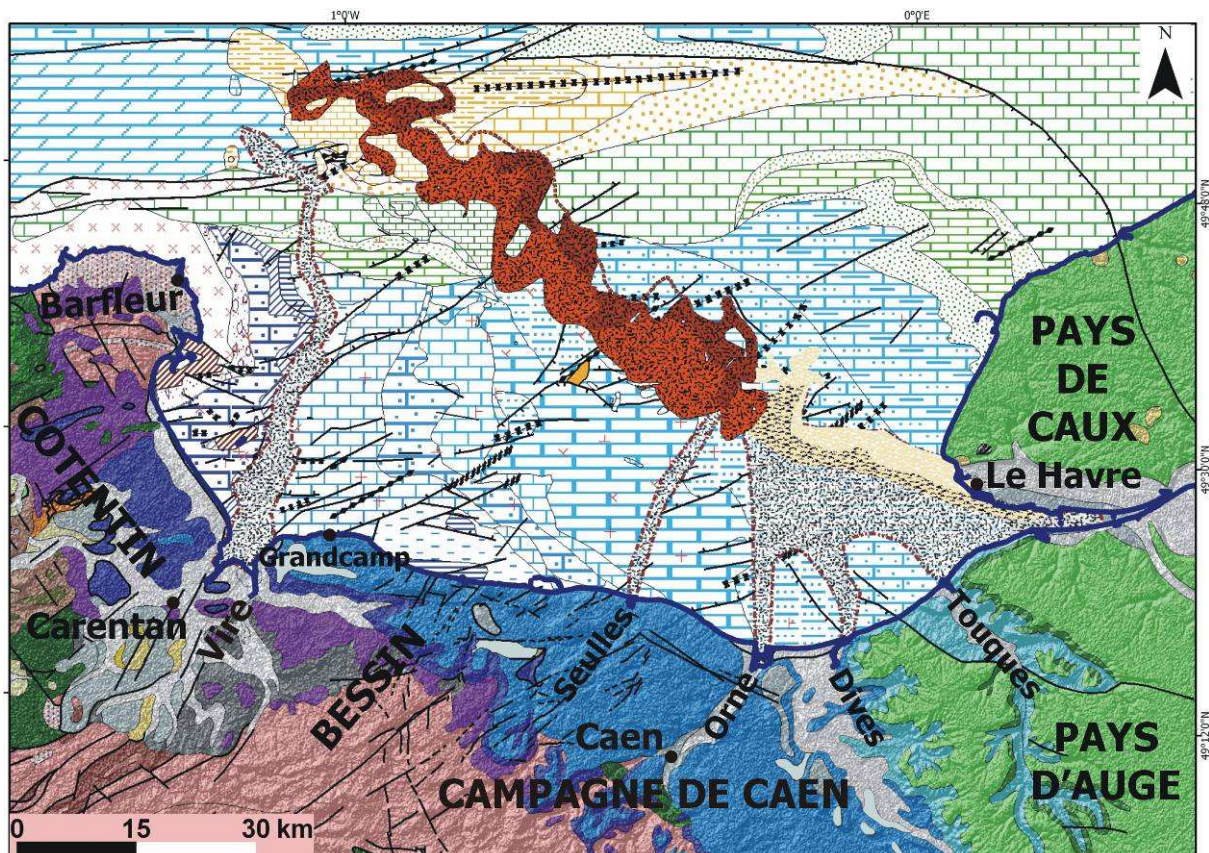 1°0'W
0°0'E
N
49°48'0"N
Barfleur
PAYS
DE
CAUX
Le Havre
49°30'0"N
COTENTIN
Grandcamp
Carentan
Vire
BESSIN
Seulles
Orne
Dives
Touques
Caen
CAMPAGNE DE CAEN
PAYS
D'AUGE
49°12'0"N
0 15 30 km